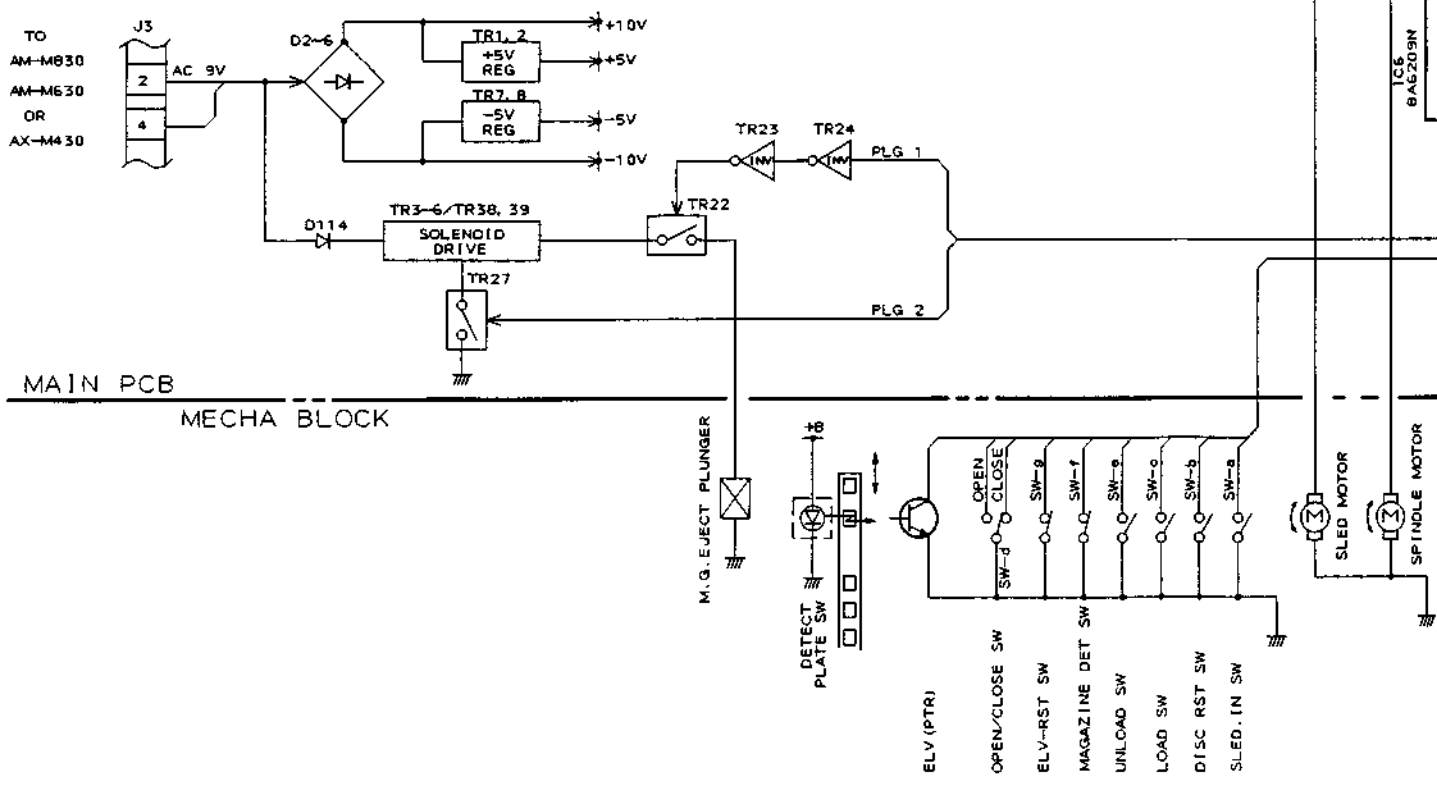 TO
AM-M830
AM-M630
OR
AX-M430
J3
2
4
AC 9V
D2~6
TR1, 2
+5V
REG
TR7, 8
-5V
REG
+10V
+5V
-5V
-10V
TR23
TR24
INV
INV
PLG 1
TR22
D114
TR3-6/TR38, 39
SOLENOID
DRIVE
TR27
PLG 2
IC6
BA6209N
MAIN PCB
MECHA BLOCK
M.G. EJECT PLUNGER
+B
DETECT
PLATE SW
ELV (PTR)
OPEN
CLOSE
SW-d
SW-g
SW-f
SW-e
SW-c
SW-b
SW-a
OPEN/CLOSE SW
ELV-RST SW
MAGAZINE DET SW
UNLOAD SW
LOAD SW
DISC RST SW
SLED. IN SW
M
SLED MOTOR
M
SPINDLE MOTOR